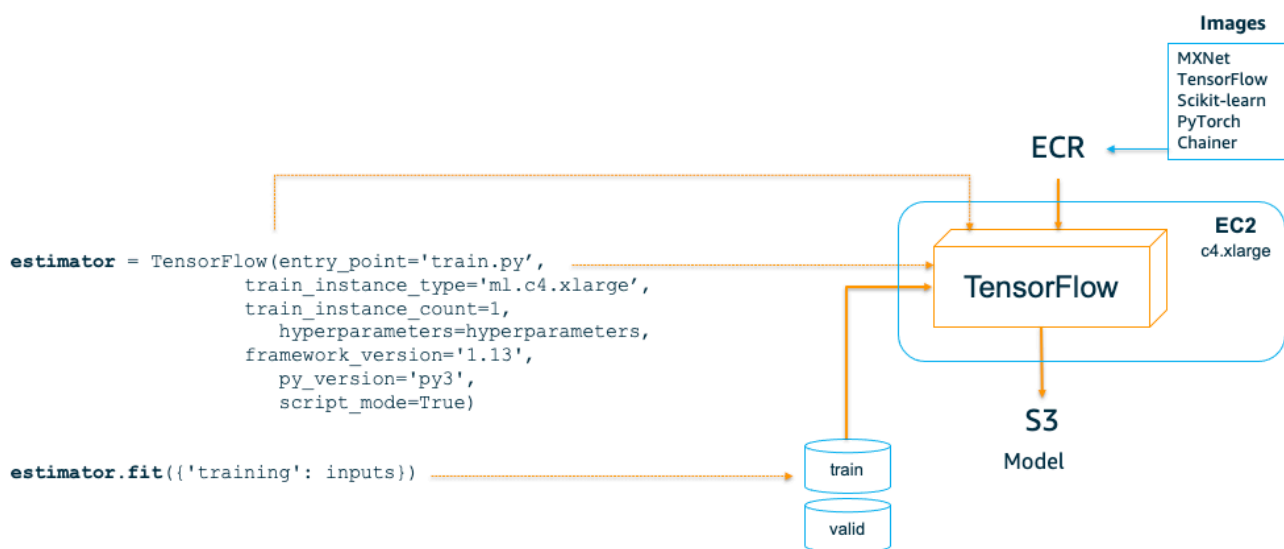 Images
MXNet
TensorFlow
Scikit-learn
PyTorch
Chainer
ECR
EC2
c4.xlarge
TensorFlow
estimator = TensorFlow(entry_point='train.py’,
train_instance_type='ml.c4.xlarge’,
train_instance_count=1,
hyperparameters=hyperparameters,
framework_version='1.13',
py_version='py3',
script_mode=True)
S3
Model
estimator.fit({'training': inputs})
train
valid